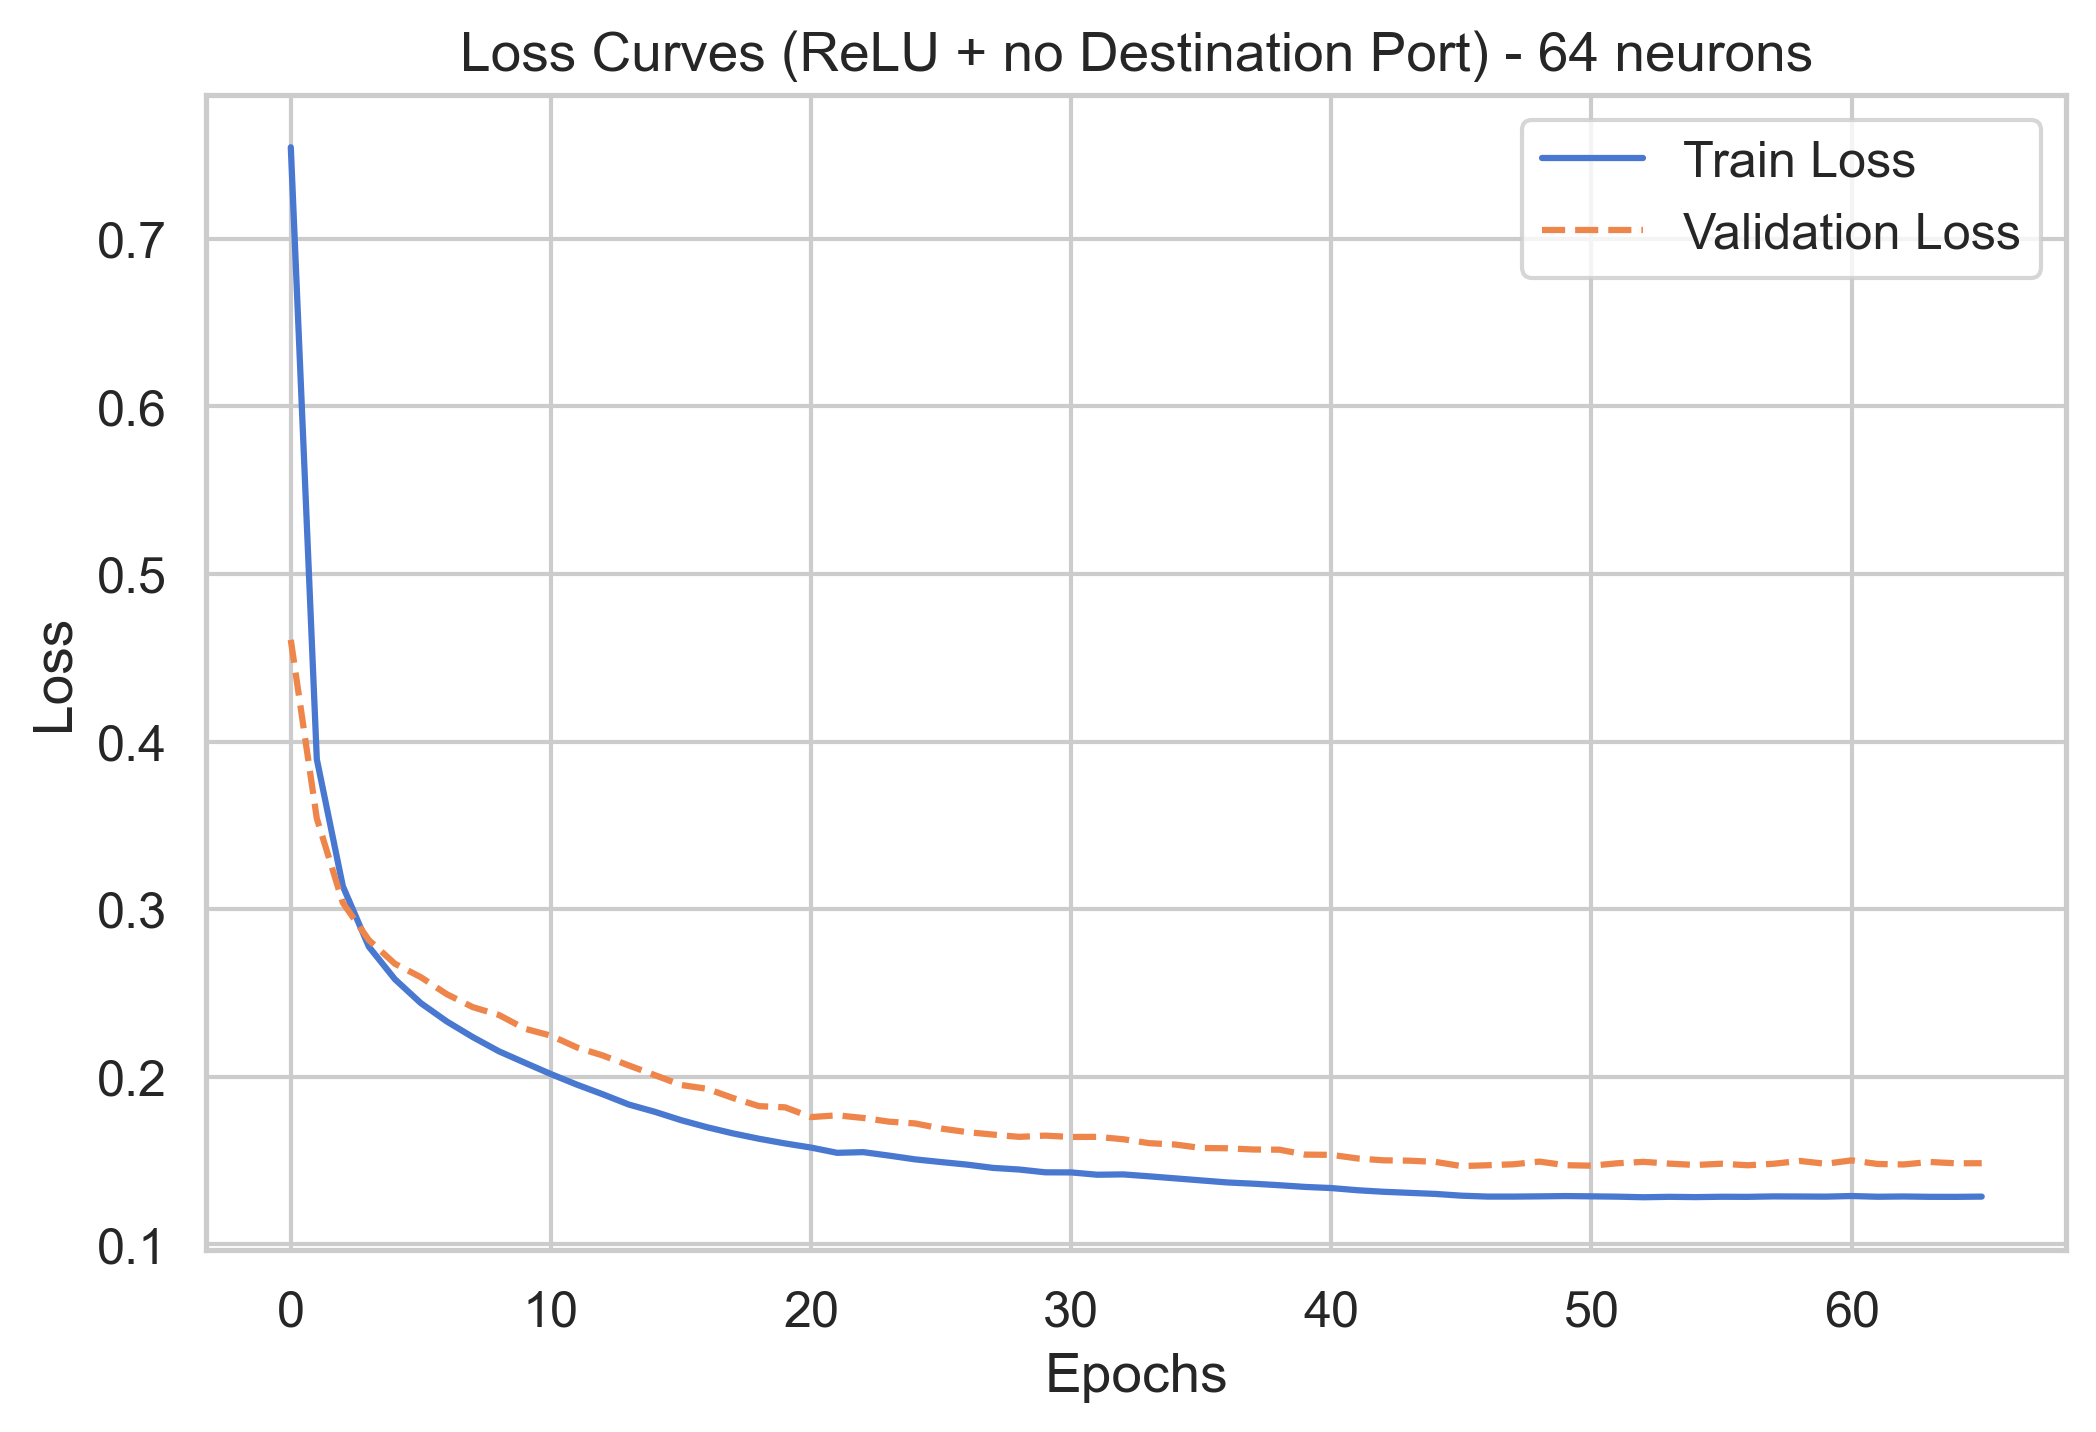 Loss Curves (ReLU + no Destination Port) - 64 neurons
Train Loss
Validation Loss
0.7
0.6
0.5
0.4
0.3
0.2
0.1
Loss
0 10 20 30 40 50 60
Epochs